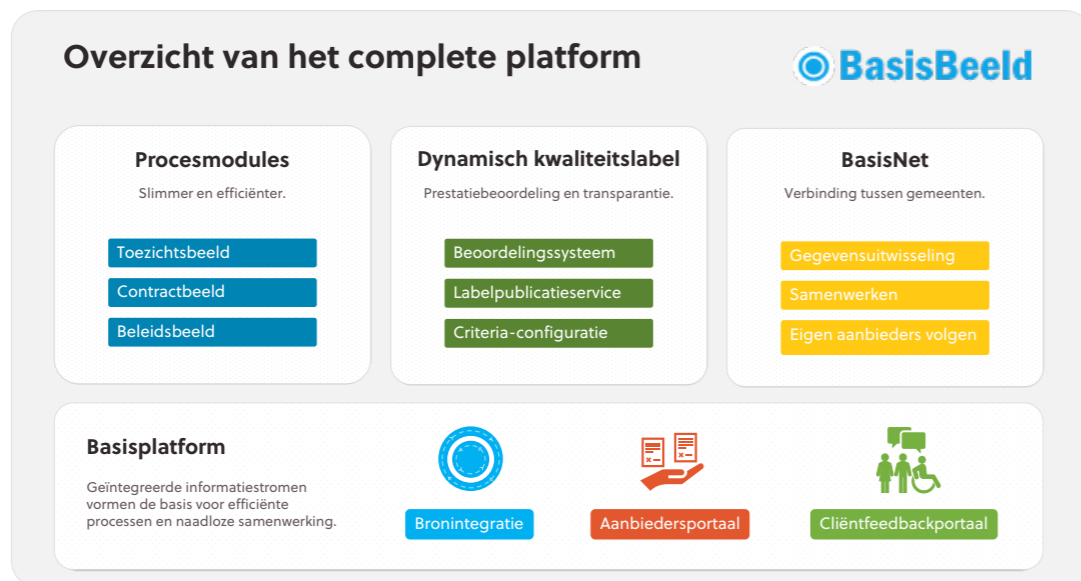 Overzicht van het complete platform
BasisBeeld
Procesmodules
Slimmer en efficiënter.
Toezichtsbeeld
Contractbeeld
Beleidsbeeld
Dynamisch kwaliteitslabel
Prestatiebeoordeling en transparantie.
Beoordelingssysteem
Labelpublicatieservice
Criteria-configuratie
BasisNet
Verbinding tussen gemeenten.
Gegevensuitwisseling
Samenwerken
Eigen aanbieders volgen
Basisplatform
Geïntegreerde informatiestromen
vormen de basis voor efficiënte
processen en naadloze samenwerking.
Bronintegratie
Aanbiedersportaal
Cliëntfeedbackportaal